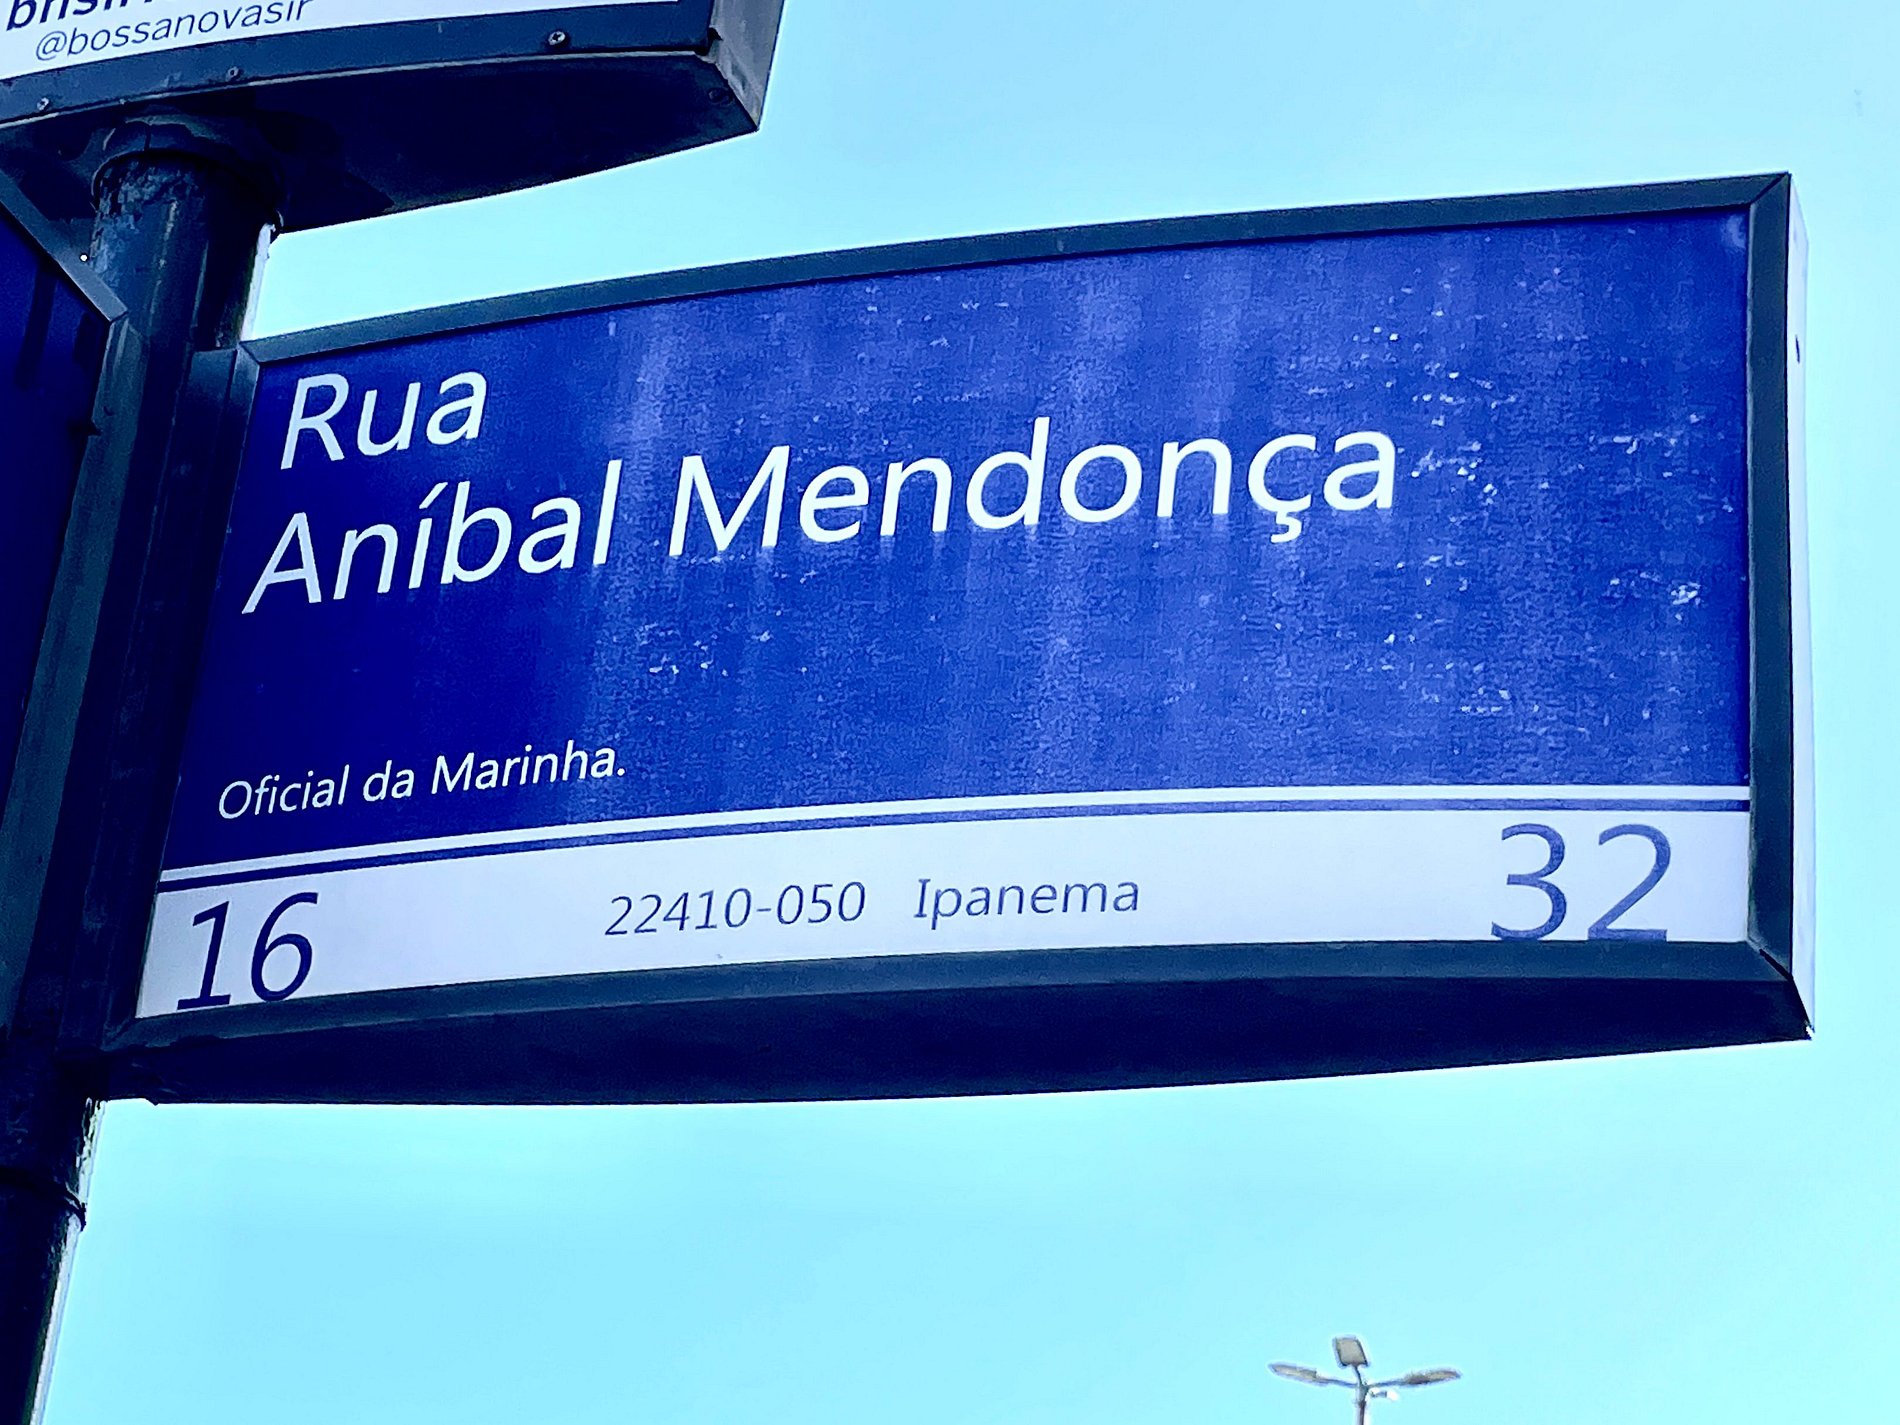 @bossanovasir
Rua
Aníbal Mendonça
Oficial da Marinha.
16 22410-050 Ipanema 32